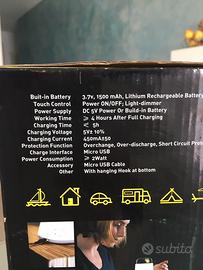 Buit-in Battery 3.7v, 1500 mAh, Lithium Rechargeable Battery
Touch Control Power ON/OFF; Light-dimmer
Power Supply DC 5V Power Or Build-in Battery
Working Time ≥ 4 Hours After Full Charging
Charging Time ≤ 5h
Charging Voltage 5V± 10%
Charging Current 450mA±50
Protection Function Overcharge, Over-discharge, Short Circuit
Charge Interface Micro USB
Power Consumption ≥ 2Watt
Accessory Micro USB Cable
Other With hanging Hook at bottom
subito